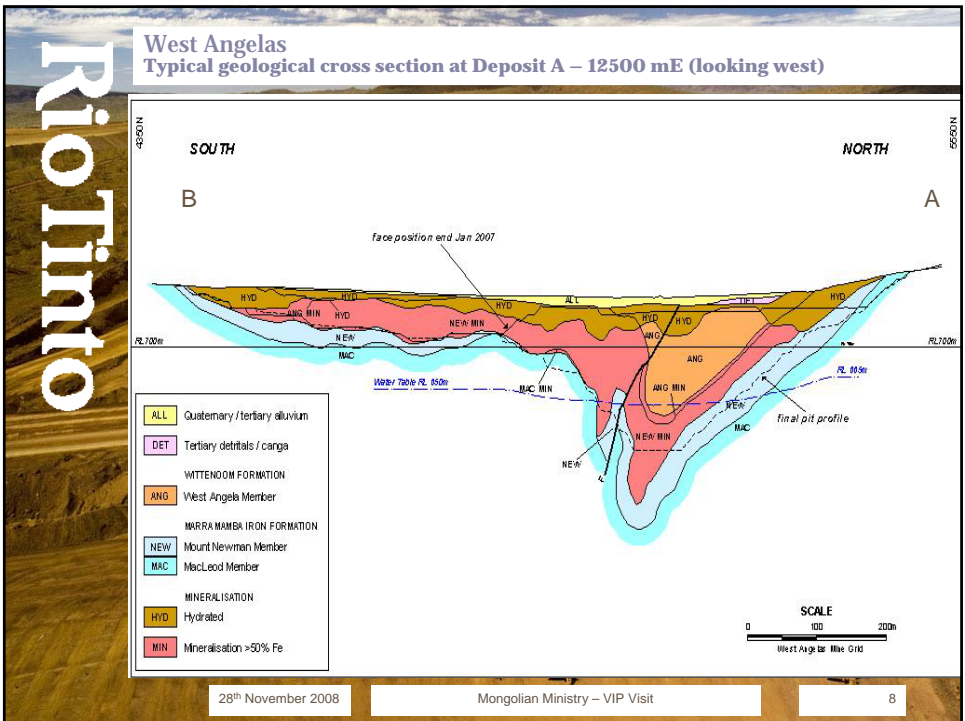 RioTinto
West Angelas
Typical geological cross section at Deposit A – 12500 mE (looking west)
4350N
5550N
SOUTH
NORTH
B
A
face position end Jan 2007
ALL
DET
HYD
HYD
HYD
HYD
HYD
HYD
HYD
ANG MIN
NEW MIN
ANG
ANG
NEW
MAC
RL700m
RL700m
MAC MIN
ANG MIN
Water Table RL 650m
NEW
MAC
final pit profile
NEW MIN
NEW
ALL Quaternary / tertiary alluvium
DET Tertiary detritals / canga
WITTENOOM FORMATION
ANG West Angela Member
MARRA MAMBA IRON FORMATION
NEW Mount Newman Member
MAC MacLeod Member
MINERALISATION
HYD Hydrated
MIN Mineralisation >50% Fe
SCALE
0 100 200m
West Angelas Mine Grid
28th November 2008
Mongolian Ministry – VIP Visit
8